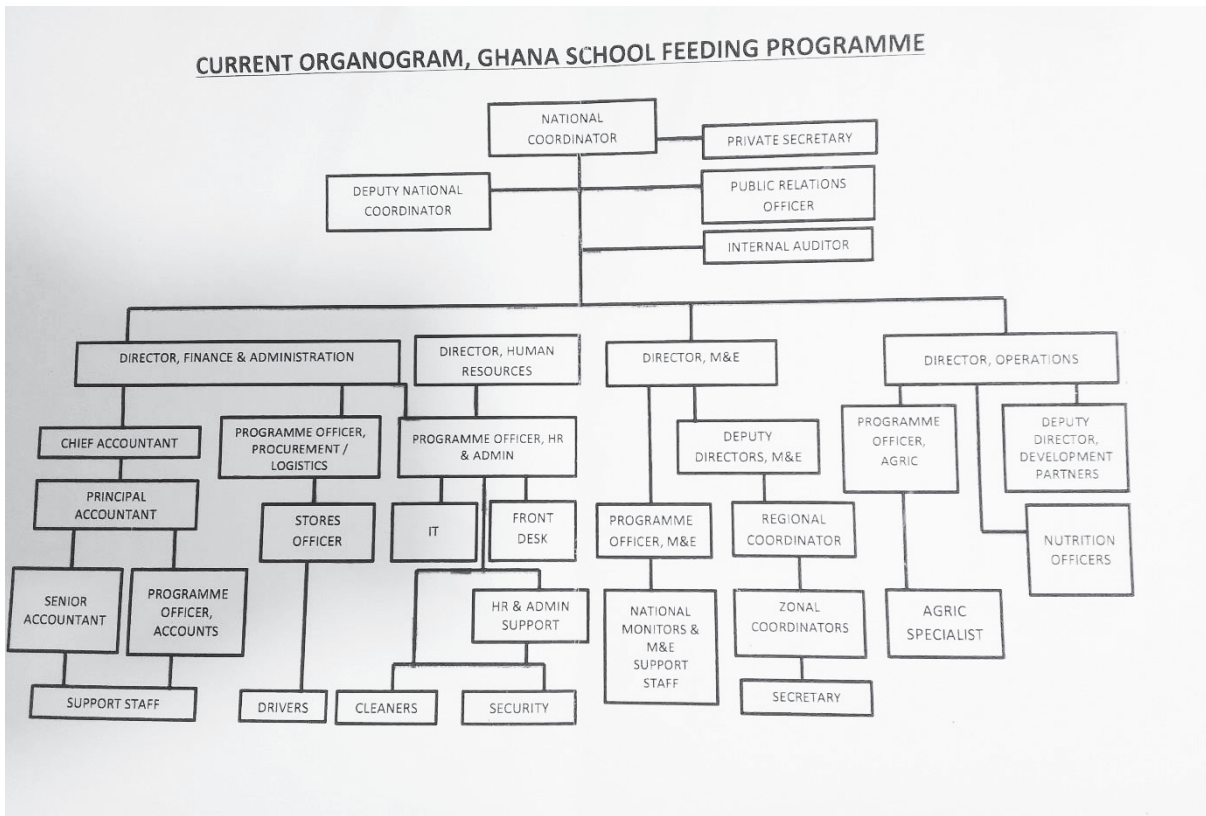 CURRENT ORGANOGRAM, GHANA SCHOOL FEEDING PROGRAMME
NATIONAL
COORDINATOR
PRIVATE SECRETARY
DEPUTY NATIONAL
COORDINATOR
PUBLIC RELATIONS
OFFICER
INTERNAL AUDITOR
DIRECTOR, FINANCE & ADMINISTRATION
DIRECTOR, HUMAN
RESOURCES
DIRECTOR, M&E
DIRECTOR, OPERATIONS
CHIEF ACCOUNTANT
PROGRAMME OFFICER,
PROCUREMENT /
LOGISTICS
PROGRAMME OFFICER, HR
& ADMIN
DEPUTY
DIRECTORS, M&E
PROGRAMME
OFFICER,
AGRIC
DEPUTY
DIRECTOR,
DEVELOPMENT
PARTNERS
PRINCIPAL
ACCOUNTANT
STORES
OFFICER
IT
FRONT
DESK
PROGRAMME
OFFICER, M&E
REGIONAL
COORDINATOR
NUTRITION
OFFICERS
SENIOR
ACCOUNTANT
PROGRAMME
OFFICER,
ACCOUNTS
HR & ADMIN
SUPPORT
NATIONAL
MONITORS &
M&E
SUPPORT
STAFF
ZONAL
COORDINATORS
AGRIC
SPECIALIST
SUPPORT STAFF
DRIVERS
CLEANERS
SECURITY
SECRETARY